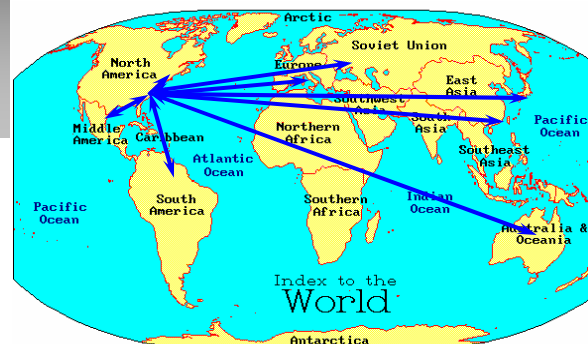 Arctic
Soviet Union
North
America
Europe
East
Asia
Southwest
Asia
South
Asia
Pacific
Ocean
Middle
America
Caribbean
Northern
Africa
Southeast
Asia
Atlantic
Ocean
South
America
Southern
Africa
Indian
Ocean
Pacific
Ocean
Australia &
Oceania
Index to the
World
Antarctica